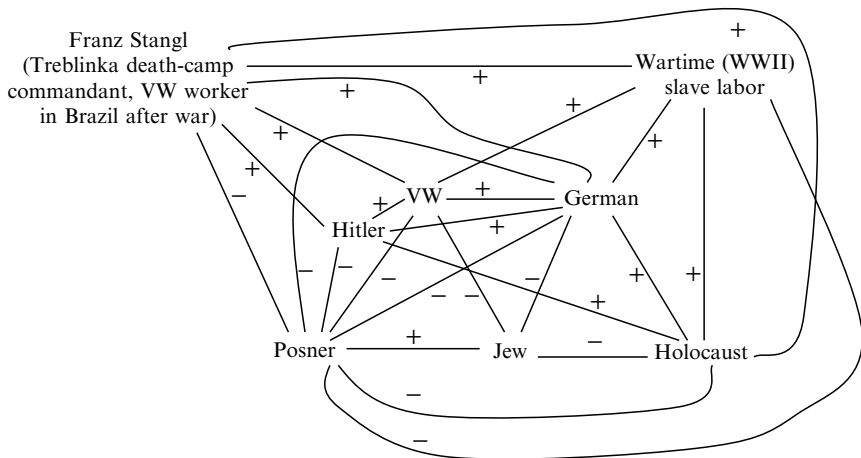 Franz Stangl
(Treblinka death-camp
commandant, VW worker
in Brazil after war)
Wartime (WWII)
slave labor
+
+
+
+
+
+
+
−
VW
+
German
+
Hitler
+
−
−
−
−
−
−
+
+
+
Posner
+
Jew
−
Holocaust
−
−